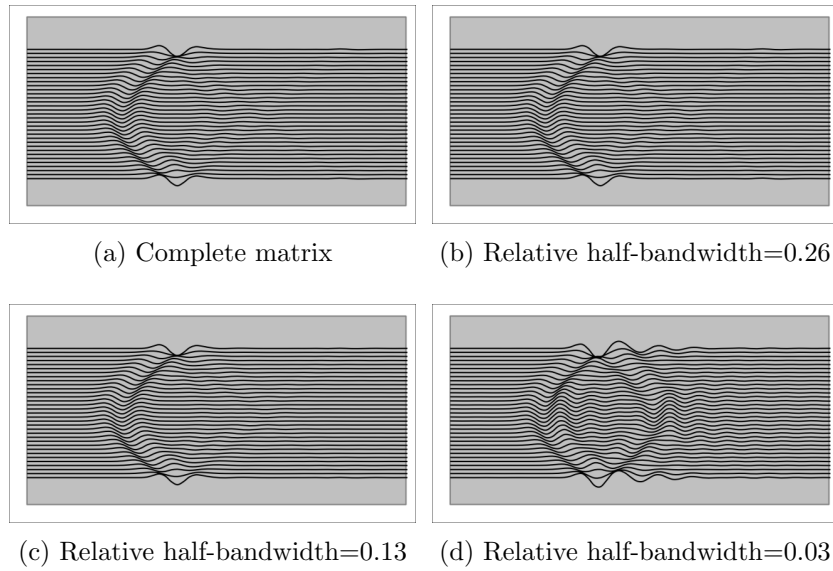 (a) Complete matrix
(b) Relative half-bandwidth=0.26
(c) Relative half-bandwidth=0.13
(d) Relative half-bandwidth=0.03